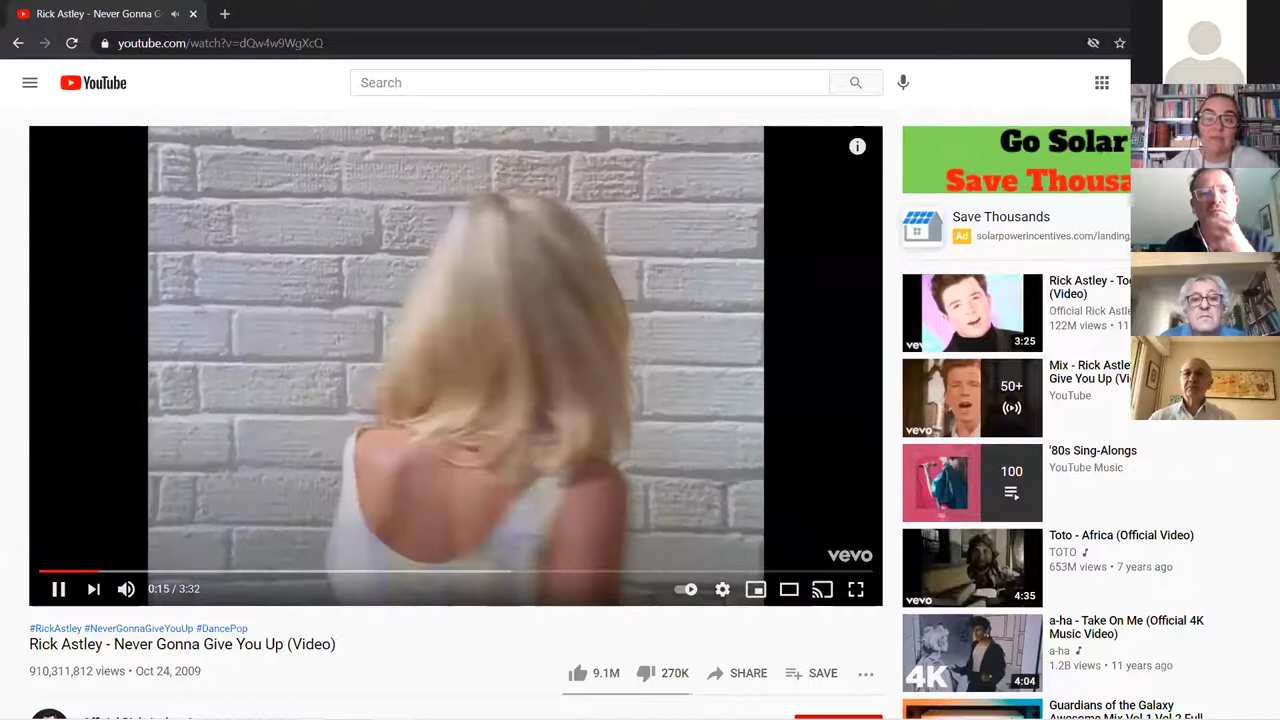 Rick Astley - Never Gonna G
youtube.com/watch?v=dQw4w9WgXcQ
YouTube
Search
vevo
0:15 / 3:32
#RickAstley #NeverGonnaGiveYouUp #DancePop
Rick Astley - Never Gonna Give You Up (Video)
910,311,812 views • Oct 24, 2009
9.1M
270K
SHARE
SAVE
Go Solar
Save Thousa
Save Thousands
Ad solarpowerincentives.com/landing
Rick Astley - To
(Video)
Official Rick Astley
122M views • 11
vevo
3:25
Mix - Rick Astle
Give You Up (Vi
YouTube
50+
vevo
'80s Sing-Alongs
YouTube Music
100
Toto - Africa (Official Video)
TOTO
653M views • 7 years ago
vevo
4:35
a-ha - Take On Me (Official 4K
Music Video)
a-ha
1.2B views • 11 years ago
4K
4:04
Guardians of the Galaxy